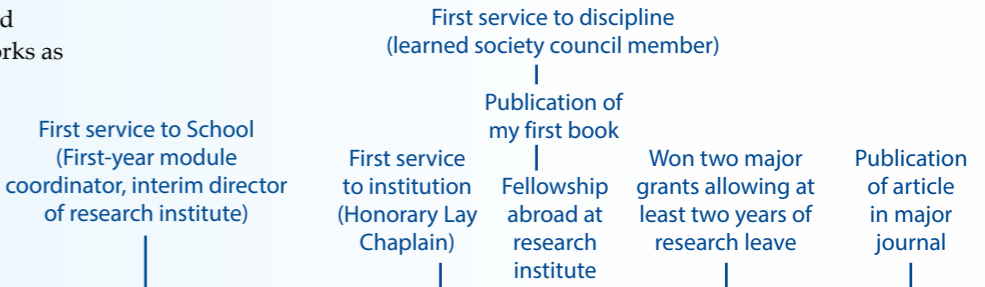 d
rks as
First service to discipline
(learned society council member)
Publication of
my first book
First service to School
(First-year module
coordinator, interim director
of research institute)
First service
to institution
(Honorary Lay
Chaplain)
Fellowship
abroad at
research
institute
Won two major
grants allowing at
least two years of
research leave
Publication
of article
in major
journal